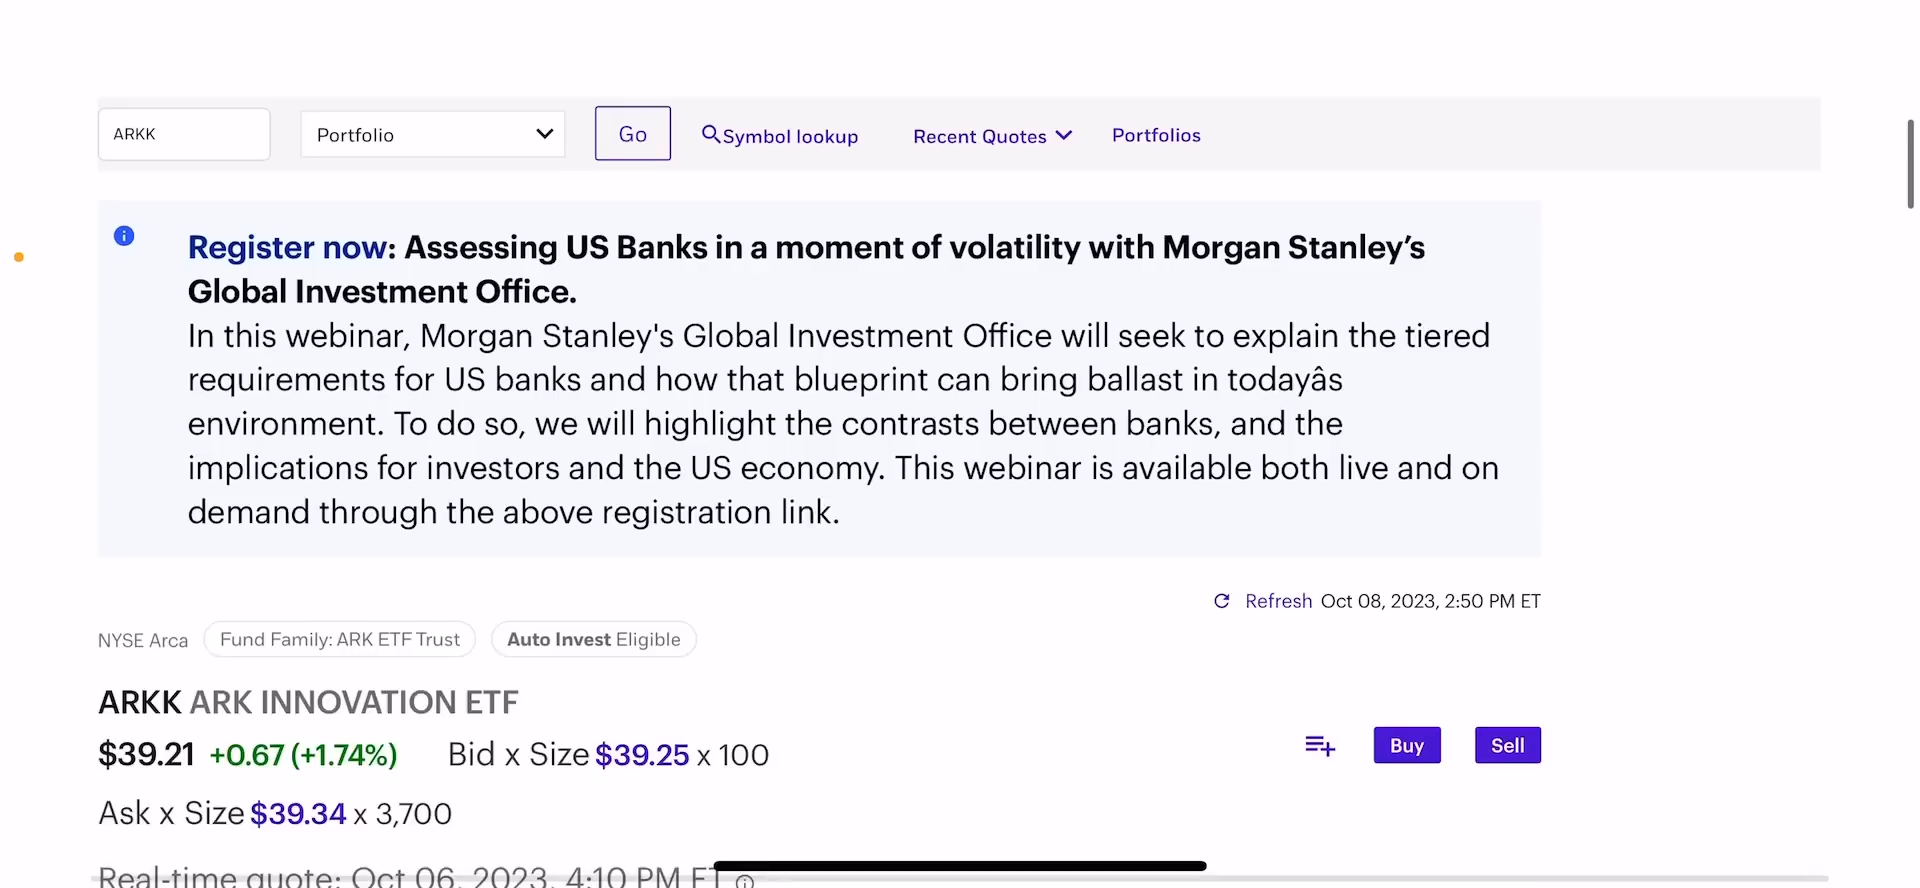 ARKK Portfolio Go Symbol lookup Recent Quotes Portfolios
Register now: Assessing US Banks in a moment of volatility with Morgan Stanley’s
Global Investment Office.
In this webinar, Morgan Stanley's Global Investment Office will seek to explain the tiered
requirements for US banks and how that blueprint can bring ballast in todayâs
environment. To do so, we will highlight the contrasts between banks, and the
implications for investors and the US economy. This webinar is available both live and on
demand through the above registration link.
Refresh Oct 08, 2023, 2:50 PM ET
NYSE Arca Fund Family: ARK ETF Trust Auto Invest Eligible
ARKK ARK INNOVATION ETF
$39.21 +0.67 (+1.74%) Bid x Size $39.25 x 100 Buy Sell
Ask x Size $39.34 x 3,700
Real-time quote: Oct 06, 2023, 4:10 PM ET